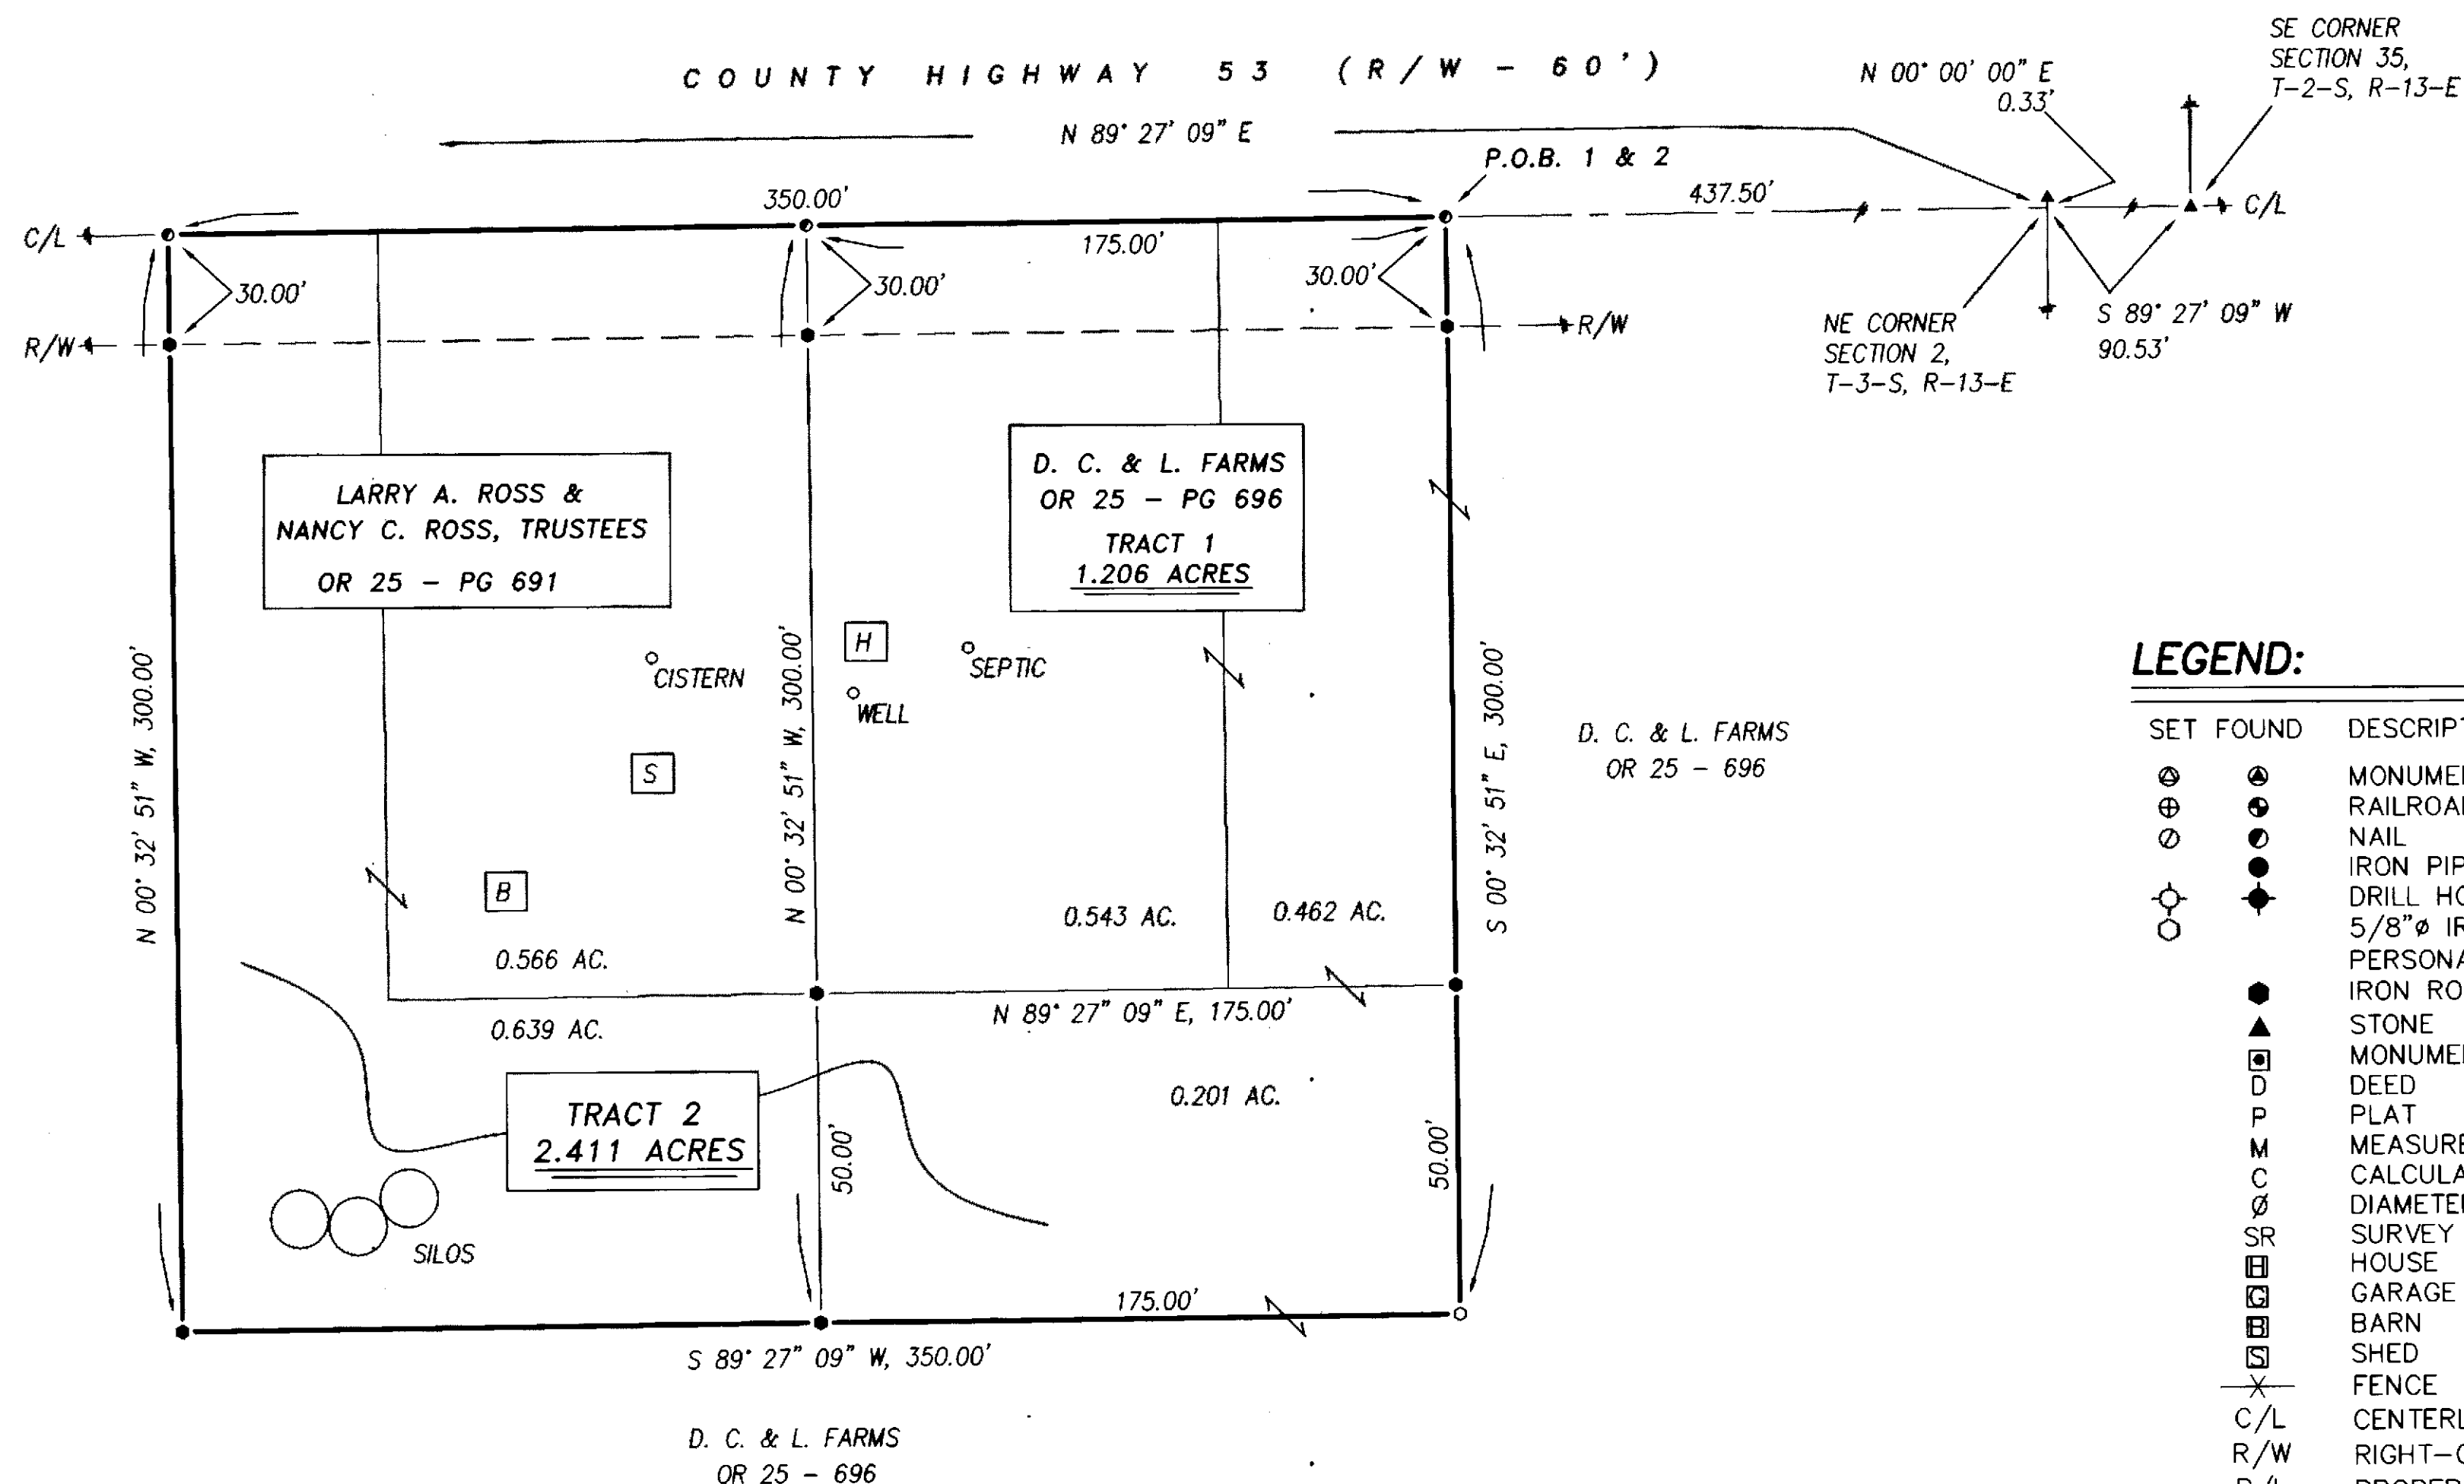 COUNTY HIGHWAY 53 (R/W - 60')
SE CORNER
SECTION 35,
T-2-S, R-13-E
N 00° 00' 00" E
0.33'
N 89° 27' 09" E
P.O.B. 1 & 2
437.50'
350.00'
175.00'
C/L
C/L
30.00'
30.00'
30.00'
R/W
R/W
NE CORNER
SECTION 2,
T-3-S, R-13-E
S 89° 27' 09" W
90.53'
LARRY A. ROSS &
NANCY C. ROSS, TRUSTEES
OR 25 - PG 691
D. C. & L. FARMS
OR 25 - PG 696
TRACT 1
1.206 ACRES
N 00° 32' 51" W, 300.00'
N 00° 32' 51" W, 300.00'
S 00° 32' 51" E, 300.00'
H
CISTERN
SEPTIC
WELL
S
B
D. C. & L. FARMS
OR 25 - 696
0.566 AC.
0.543 AC.
0.462 AC.
N 89° 27" 09" E, 175.00'
0.639 AC.
0.201 AC.
TRACT 2
2.411 ACRES
50.00'
50.00'
SILOS
175.00'
S 89° 27" 09" W, 350.00'
D. C. & L. FARMS
OR 25 - 696
LEGEND:
SET FOUND
NAIL
5/8"ø
STONE
D DEED
P PLAT
M
C
Ø
SR SURVEY
H HOUSE
G GARAGE
B BARN
S SHED
X FENCE
C/L
R/W